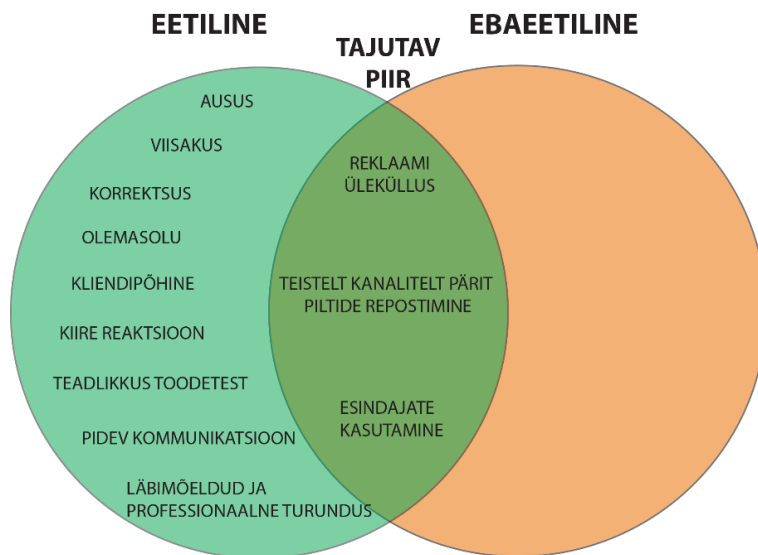 EETILINE
TAJUTAV
PIIR
EBAEETILINE
AUSUS
VIISAKUS
KORREKTSUS
OLEMASOLU
KLIENDIPÕHINE
KIIRE REAKTSIOON
TEADLIKKUS TOODETEST
PIDEV KOMMUNIKATSIOON
LÄBIMÕELDUD JA
PROFESSIONAALNE TURUNDUS
REKLAAMI
ÜLEKÜLLUS
TEISTELT KANALITELT PÄRIT
PILTIDE REPOSTIMINE
ESINDAJATE
KASUTAMINE